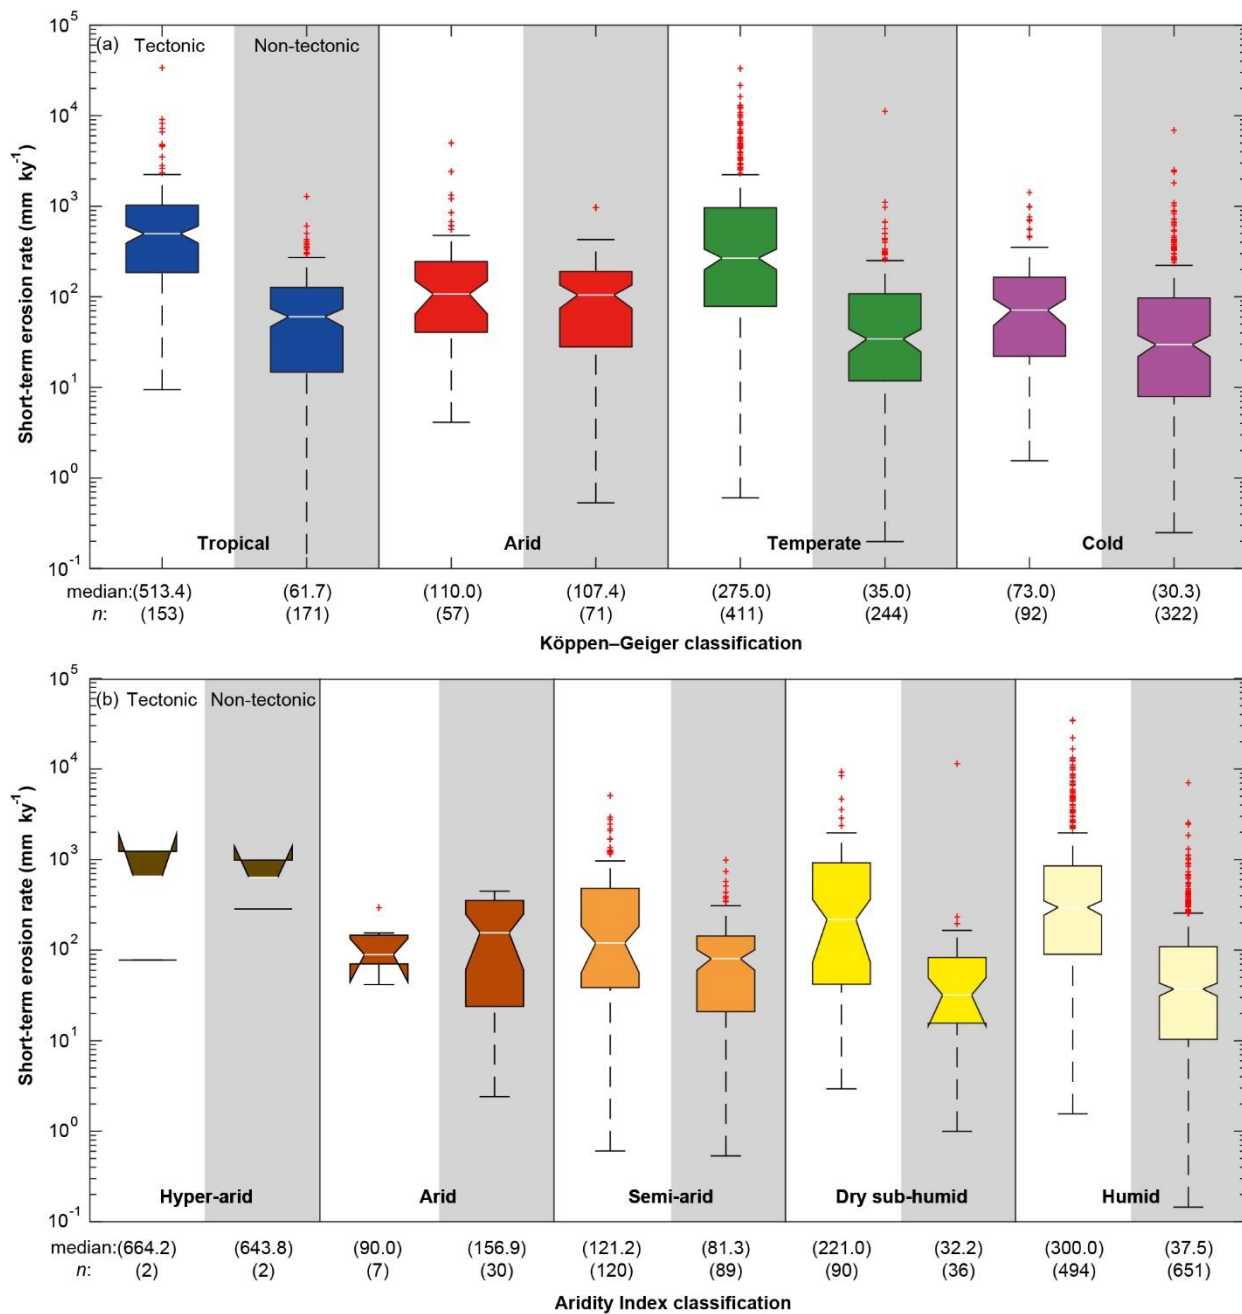 (a) Tectonic Non-tectonic
10^5
10^4
10^3
10^2
10^1
10^0
10^-1
Short-term erosion rate (mm ky^-1)
Tropical Arid Temperate Cold
median:(513.4) (61.7) (110.0) (107.4) (275.0) (35.0) (73.0) (30.3)
n: (153) (171) (57) (71) (411) (244) (92) (322)
Köppen–Geiger classification
(b) Tectonic Non-tectonic
10^5
10^4
10^3
10^2
10^1
10^0
10^-1
Short-term erosion rate (mm ky^-1)
Hyper-arid Arid Semi-arid Dry sub-humid Humid
median:(664.2) (643.8) (90.0) (156.9) (121.2) (81.3) (221.0) (32.2) (300.0) (37.5)
n: (2) (2) (7) (30) (120) (89) (90) (36) (494) (651)
Aridity Index classification